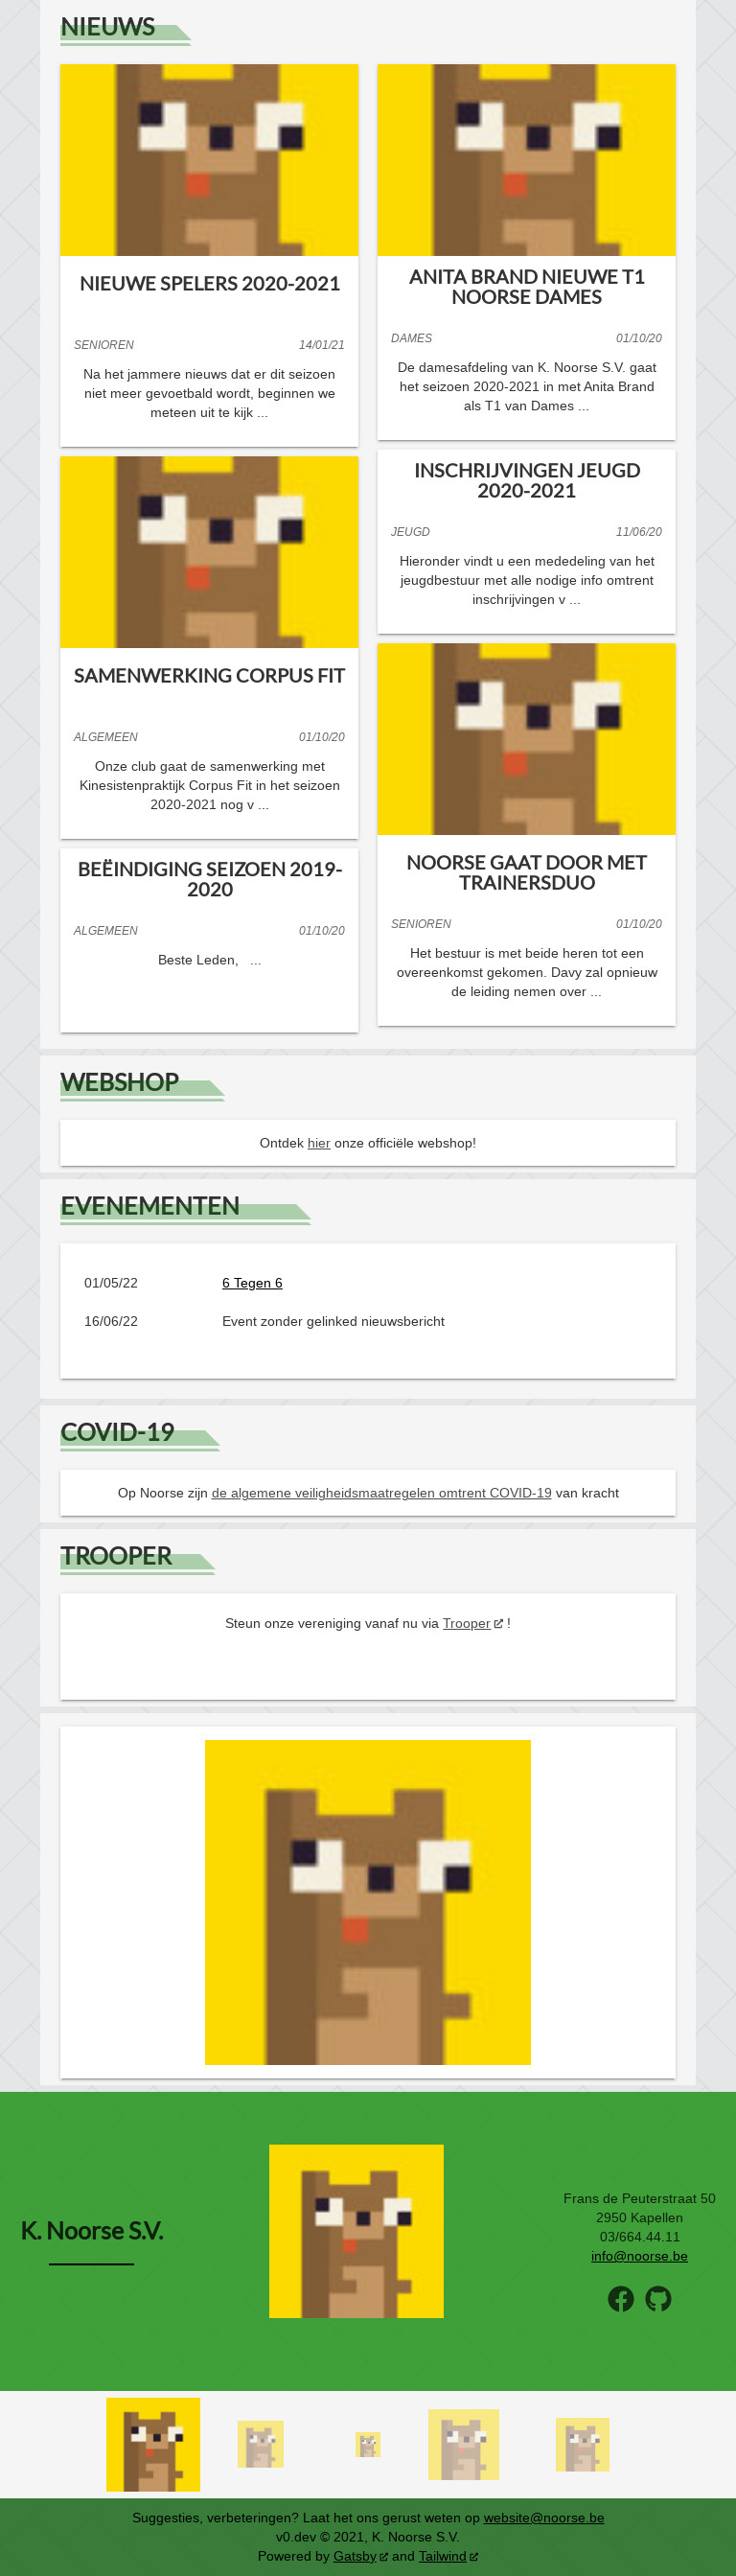 NIEUWS
NIEUWE SPELERS 2020-2021
SENIOREN 14/01/21
Na het jammere nieuws dat er dit seizoen
niet meer gevoetbald wordt, beginnen we
meteen uit te kijk ...
SAMENWERKING CORPUS FIT
ALGEMEEN 01/10/20
Onze club gaat de samenwerking met
Kinesistenpraktijk Corpus Fit in het seizoen
2020-2021 nog v ...
BEËINDIGING SEIZOEN 2019-
2020
ALGEMEEN 01/10/20
Beste Leden, ...
ANITA BRAND NIEUWE T1
NOORSE DAMES
DAMES 01/10/20
De damesafdeling van K. Noorse S.V. gaat
het seizoen 2020-2021 in met Anita Brand
als T1 van Dames ...
INSCHRIJVINGEN JEUGD
2020-2021
JEUGD 11/06/20
Hieronder vindt u een mededeling van het
jeugdbestuur met alle nodige info omtrent
inschrijvingen v ...
NOORSE GAAT DOOR MET
TRAINERSDUO
SENIOREN 01/10/20
Het bestuur is met beide heren tot een
overeenkomst gekomen. Davy zal opnieuw
de leiding nemen over ...
WEBSHOP
Ontdek hier onze officiële webshop!
EVENEMENTEN
01/05/22 6 Tegen 6
16/06/22 Event zonder gelinked nieuwsbericht
COVID-19
Op Noorse zijn de algemene veiligheidsmaatregelen omtrent COVID-19 van kracht
TROOPER
Steun onze vereniging vanaf nu via Trooper !
K. Noorse S.V.
Frans de Peuterstraat 50
2950 Kapellen
03/664.44.11
info@noorse.be
Suggesties, verbeteringen? Laat het ons gerust weten op website@noorse.be
v0.dev © 2021, K. Noorse S.V.
Powered by Gatsby and Tailwind